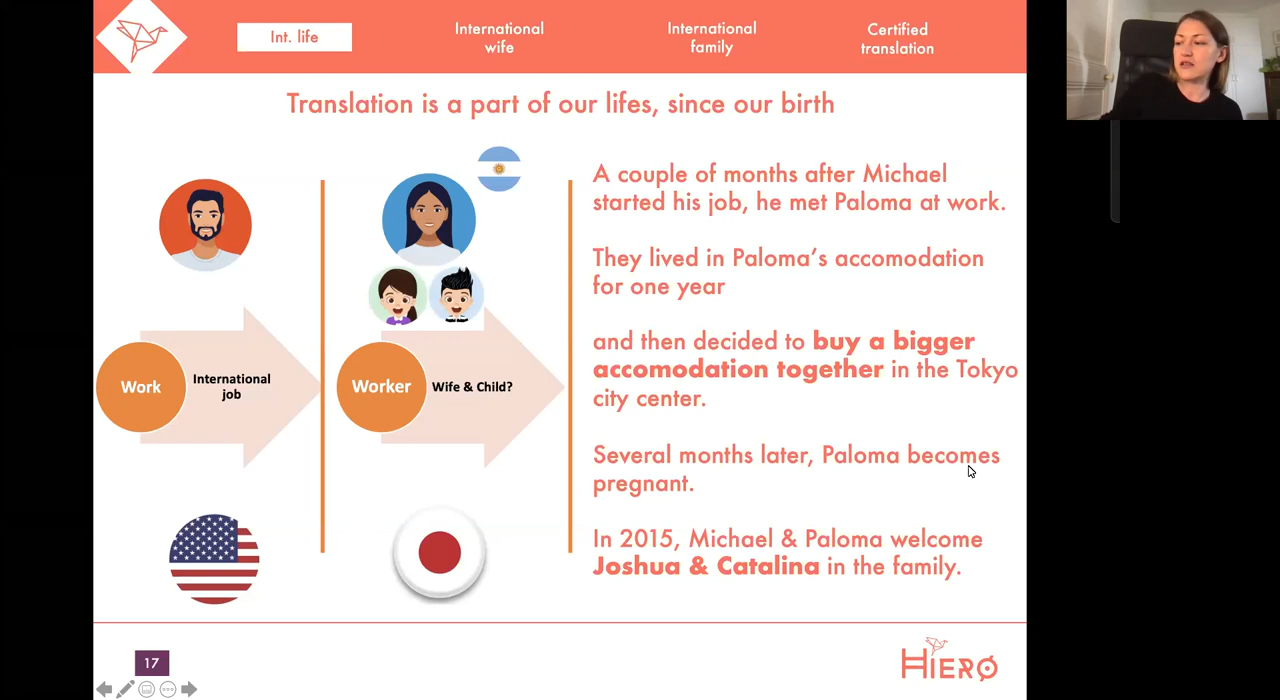 Int. life
International
wife
International
family
Certified
translation
Translation is a part of our lifes, since our birth
A couple of months after Michael
started his job, he met Paloma at work.
They lived in Paloma's accomodation
for one year
and then decided to buy a bigger
accomodation together in the Tokyo
city center.
Several months later, Paloma becomes
pregnant.
In 2015, Michael & Paloma welcome
Joshua & Catalina in the family.
Work
International
job
Worker
Wife & Child?
17
HIERO